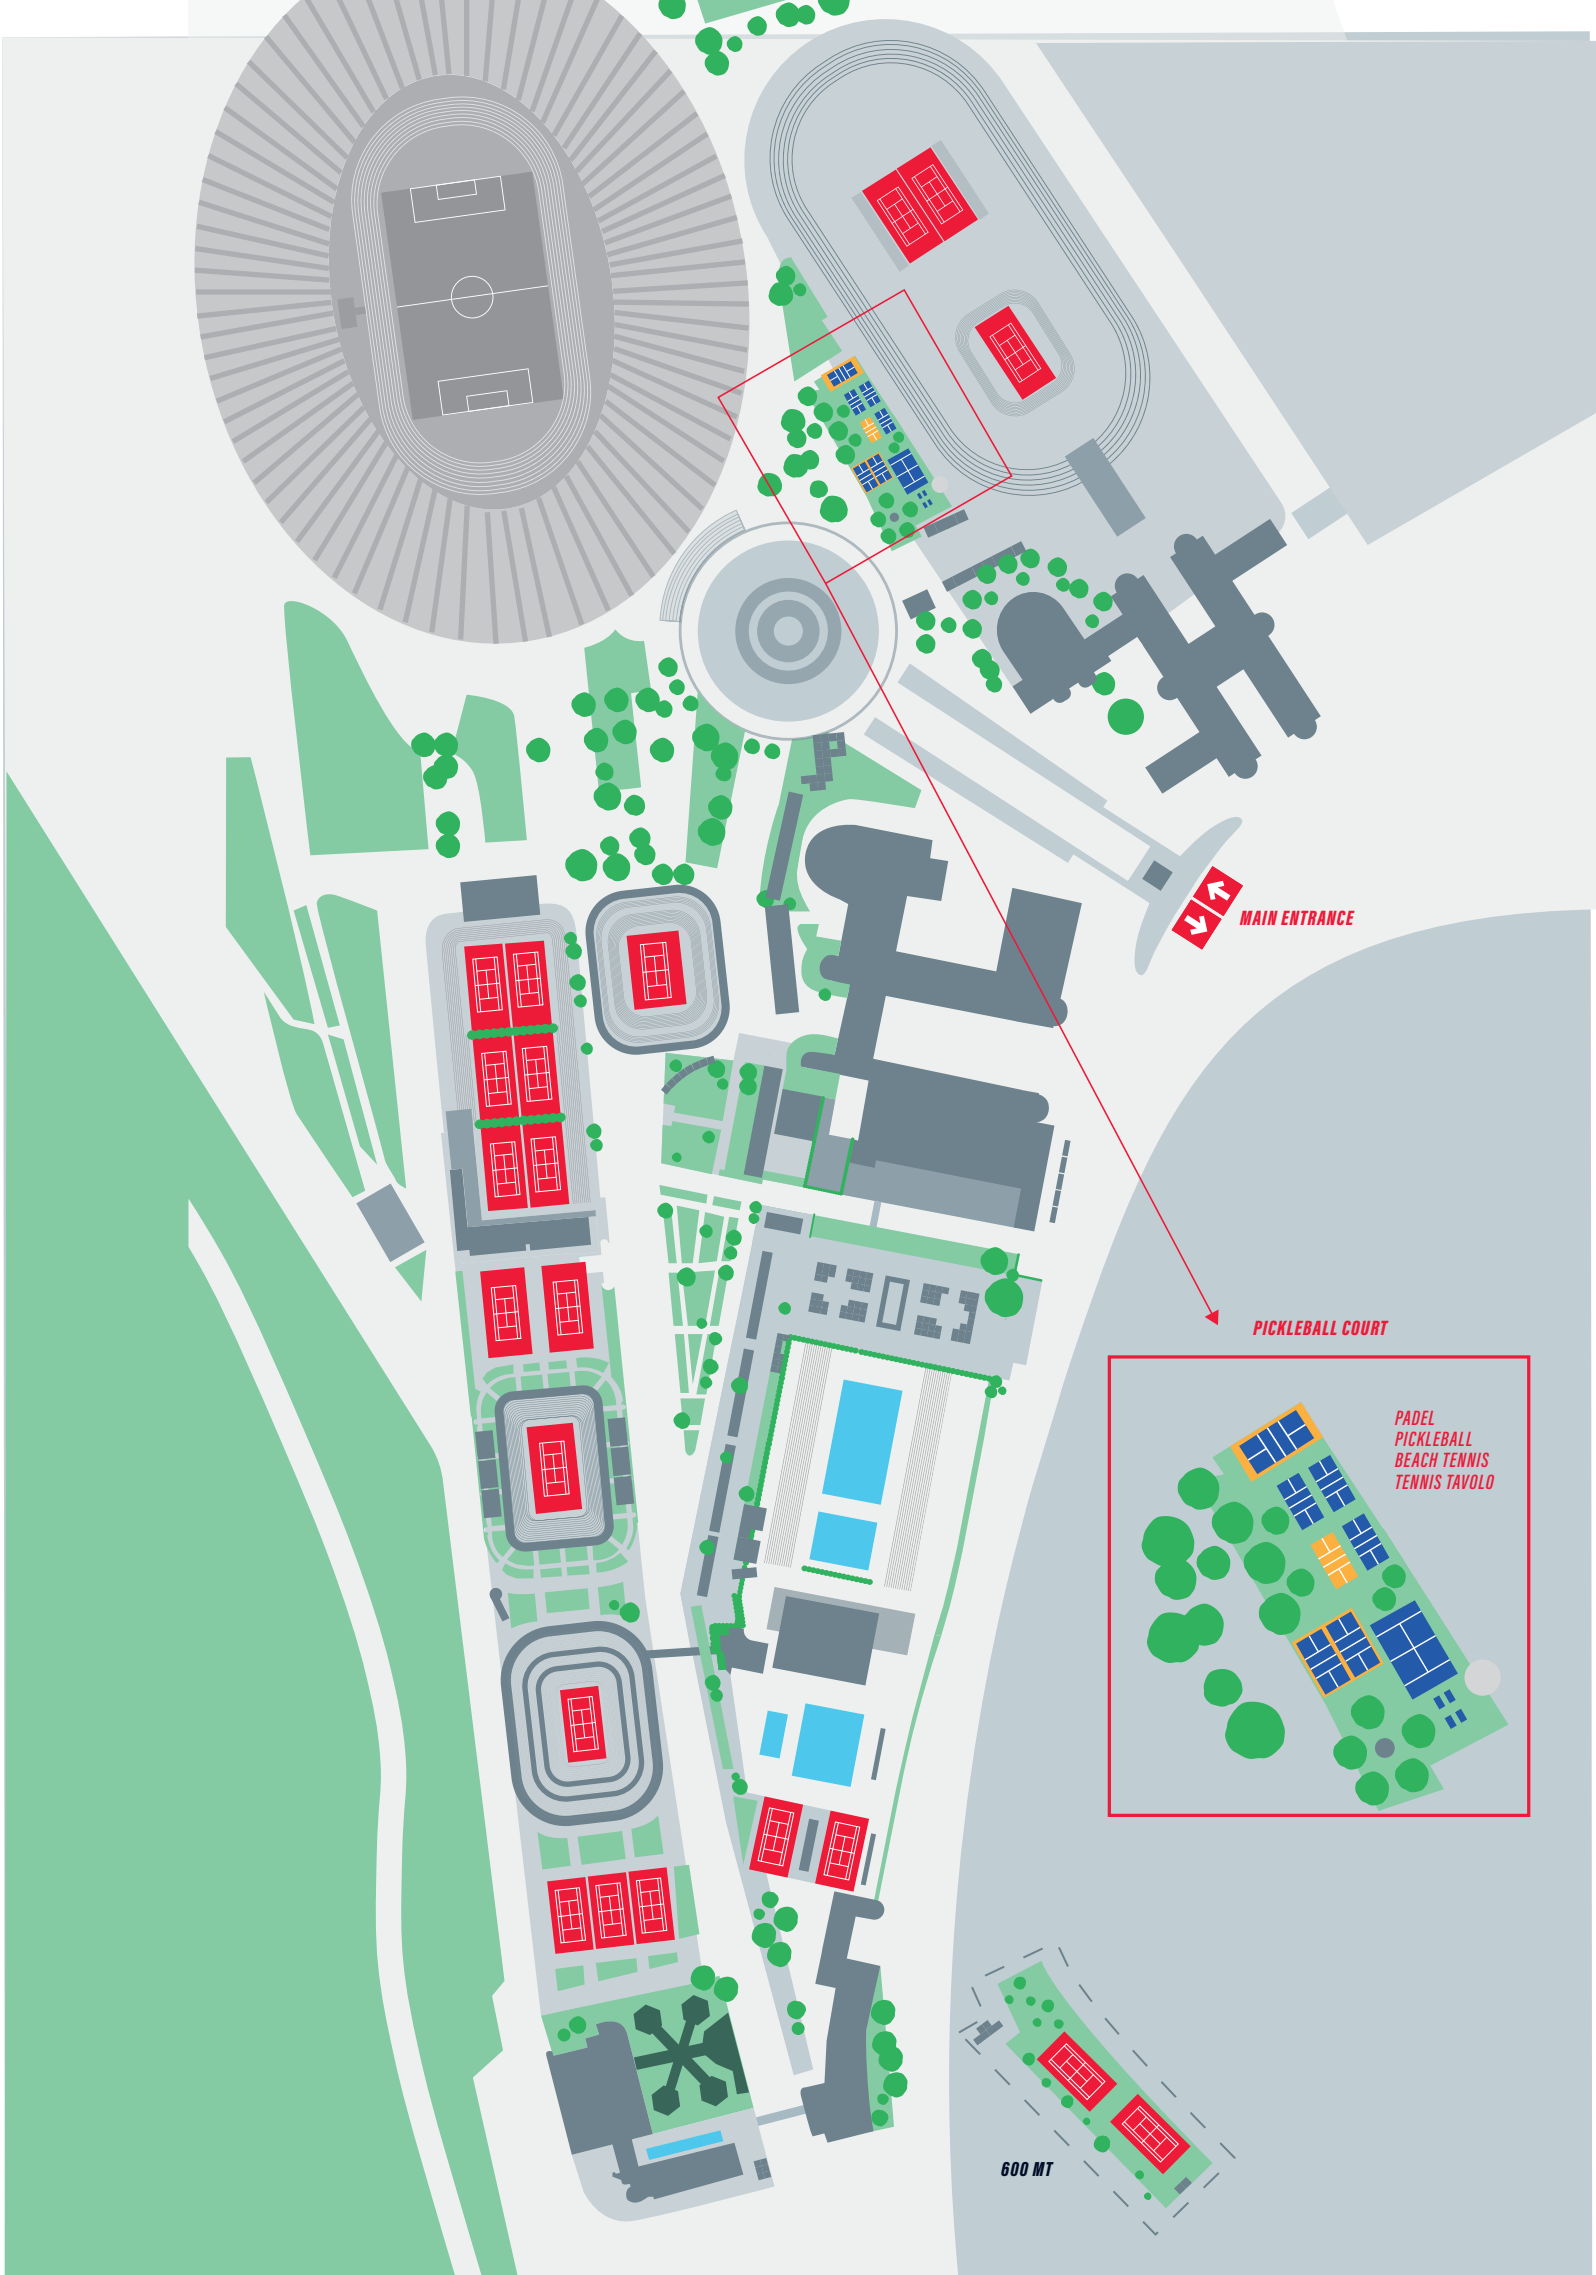 MAIN ENTRANCE
PICKLEBALL COURT
PADEL
PICKLEBALL
BEACH TENNIS
TENNIS TAVOLO
600 MT